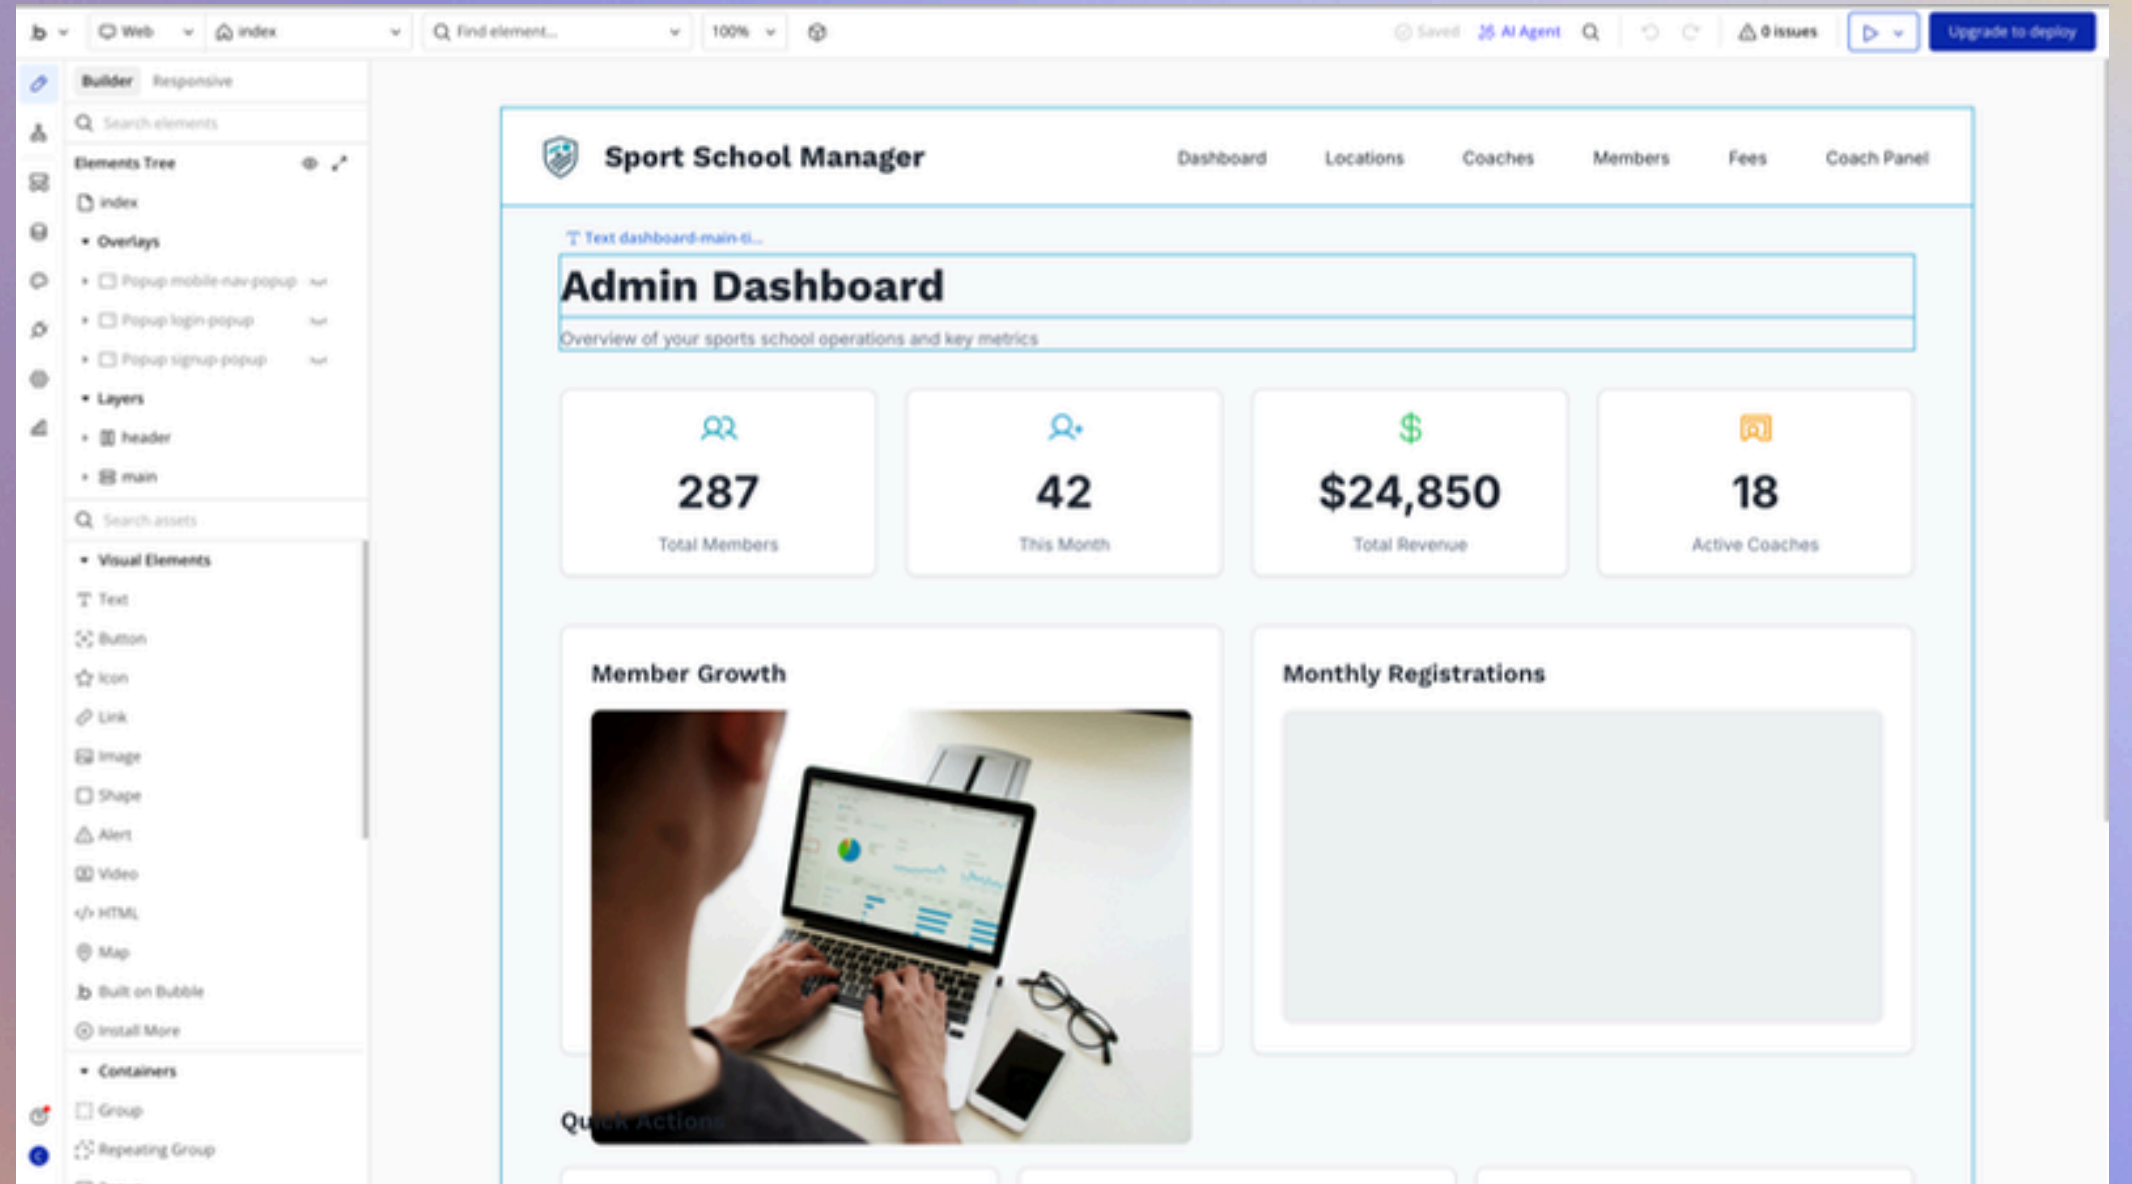 b Web index Find element... 100% Saved AI Agent 0 issues Upgrade to deploy
Builder Responsive
Search elements
Elements Tree
index
Overlays
Popup mobile-nav-popup
Popup login-popup
Popup signup-popup
Layers
header
main
Search assets
Visual Elements
Text
Button
Icon
Link
Image
Shape
Alert
Video
</> HTML
Map
b Built on Bubble
Install More
Containers
Group
Repeating Group
C
Sport School Manager
Dashboard Locations Coaches Members Fees Coach Panel
Text dashboard-main-ti...
Admin Dashboard
Overview of your sports school operations and key metrics
287
Total Members
42
This Month
$
$24,850
Total Revenue
18
Active Coaches
Member Growth
Monthly Registrations
Quick Actions